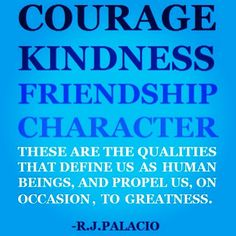 COURAGE
KINDNESS
FRIENDSHIP
CHARACTER
THESE ARE THE QUALITIES
THAT DEFINE US AS HUMAN
BEINGS, AND PROPEL US, ON
OCCASION, TO GREATNESS.
-R.J.PALACIO